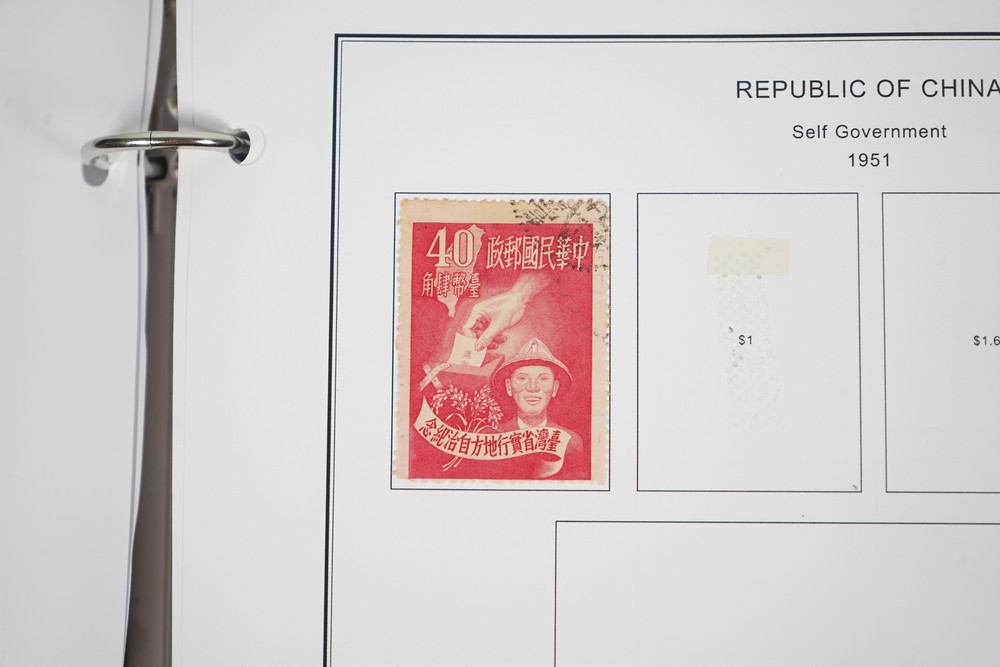 REPUBLIC OF CHINA
Self Government
1951
40 政郵國民華中
角肆幣臺
念紀治自方地行實省灣臺
$1
$1.6